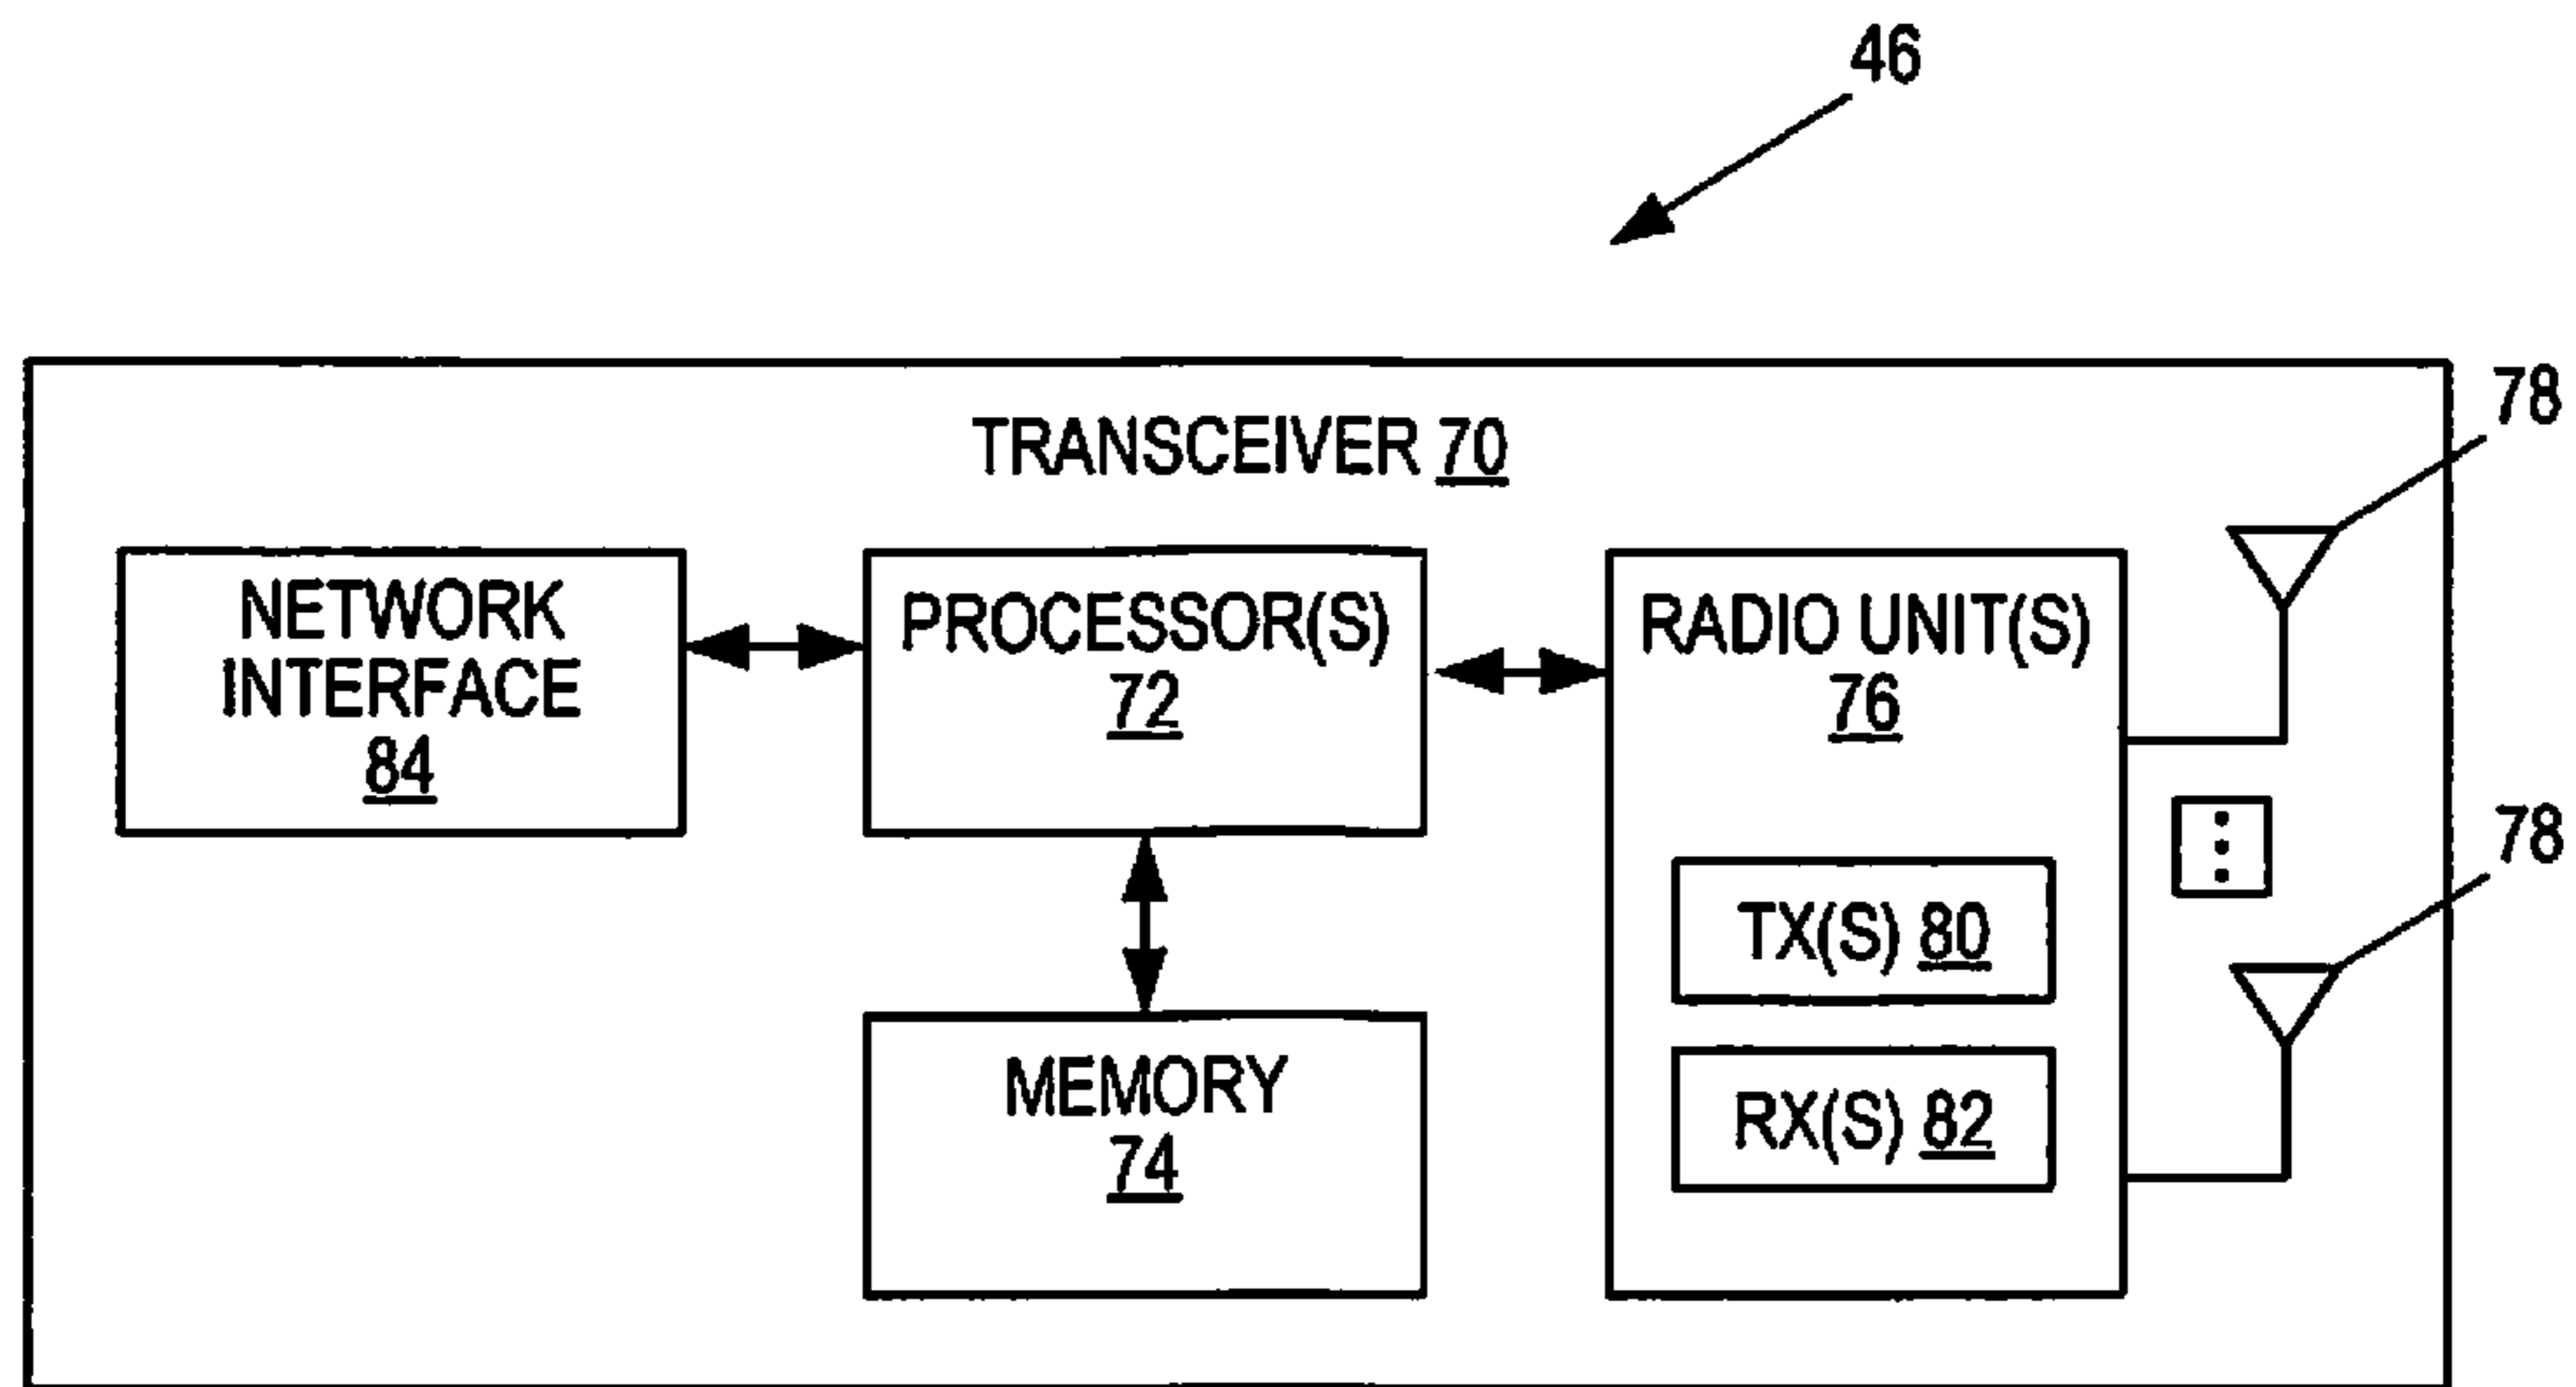 46
TRANSCEIVER 70
78
NETWORK
INTERFACE
84
PROCESSOR(S)
72
RADIO UNIT(S)
76
78
TX(S) 80
RX(S) 82
MEMORY
74